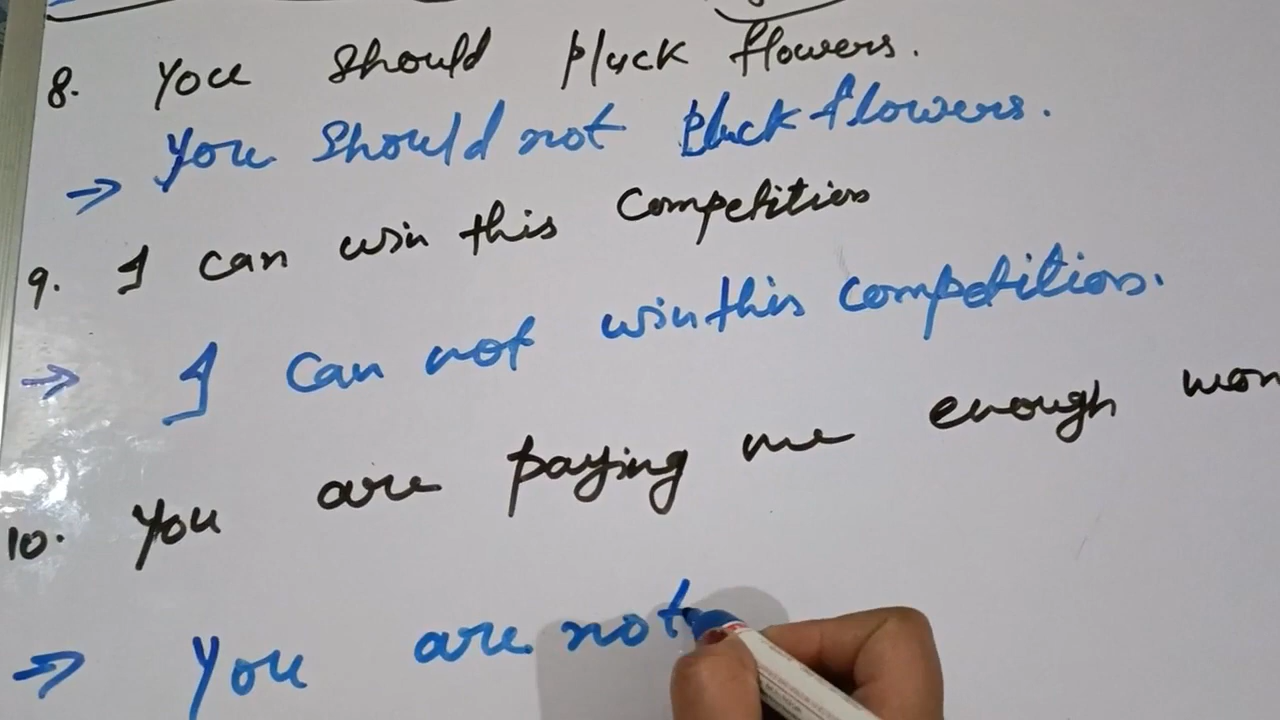 8. You should pluck flowers.
→ You should not pluck flowers.
9. I can win this competition
→ I can not win this competition.
10. You are paying me enough mon
→ You are not